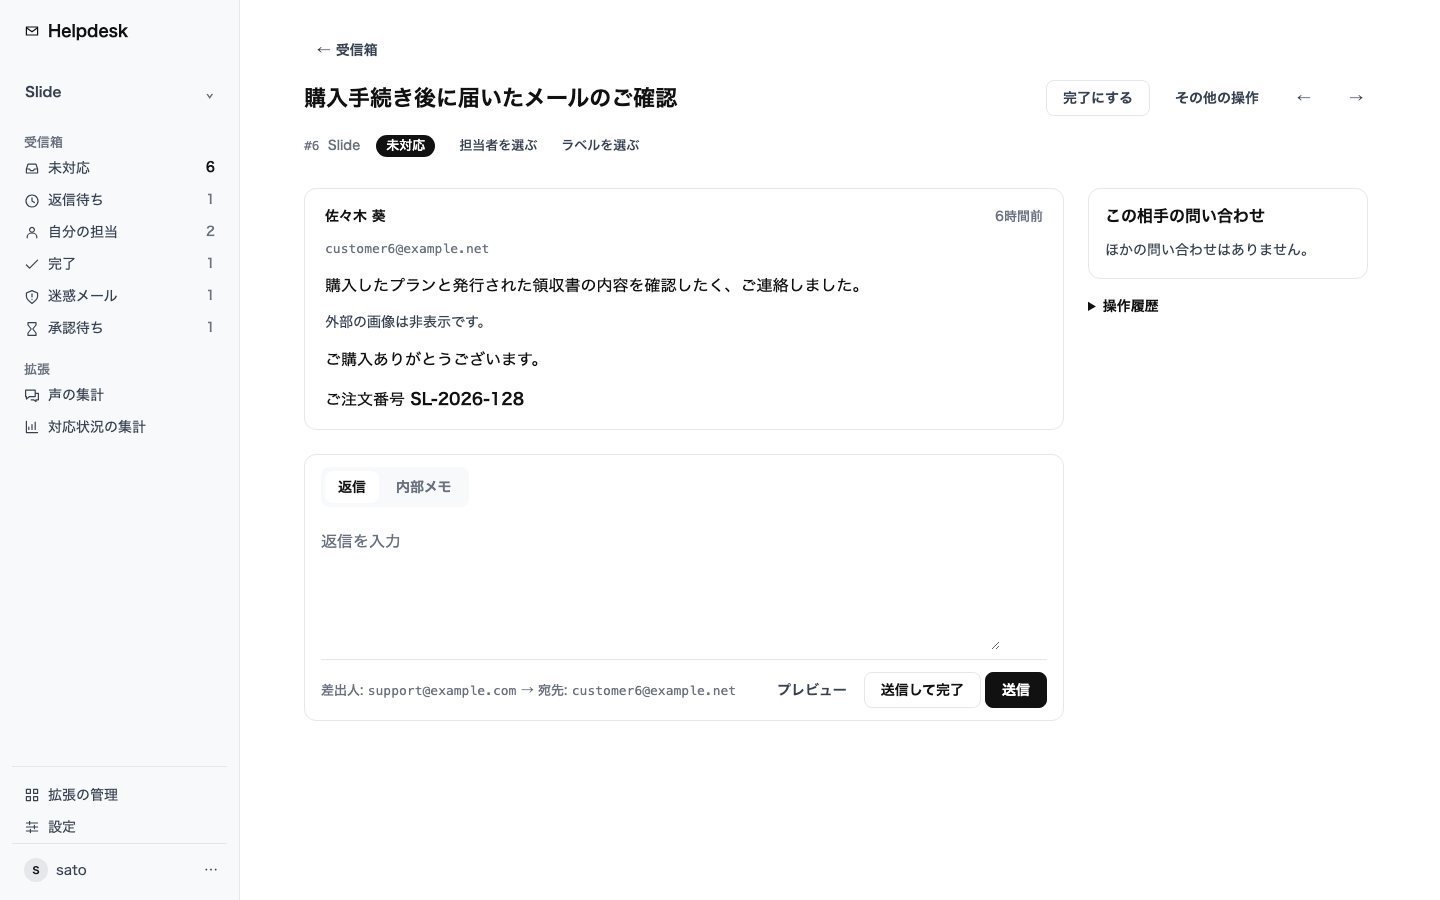 Helpdesk
Slide
受信箱
未対応 6
返信待ち 1
自分の担当 2
完了 1
迷惑メール 1
承認待ち 1
拡張
声の集計
対応状況の集計
拡張の管理
設定
S sato ...
← 受信箱
購入手続き後に届いたメールのご確認
完了にする その他の操作 ← →
#6 Slide 未対応 担当者を選ぶ ラベルを選ぶ
佐々木 葵 6時間前
customer6@example.net
購入したプランと発行された領収書の内容を確認したく、ご連絡しました。
外部の画像は非表示です。
ご購入ありがとうございます。
ご注文番号 SL-2026-128
返信 内部メモ
返信を入力
差出人: support@example.com → 宛先: customer6@example.net プレビュー 送信して完了 送信
この相手の問い合わせ
ほかの問い合わせはありません。
▶ 操作履歴